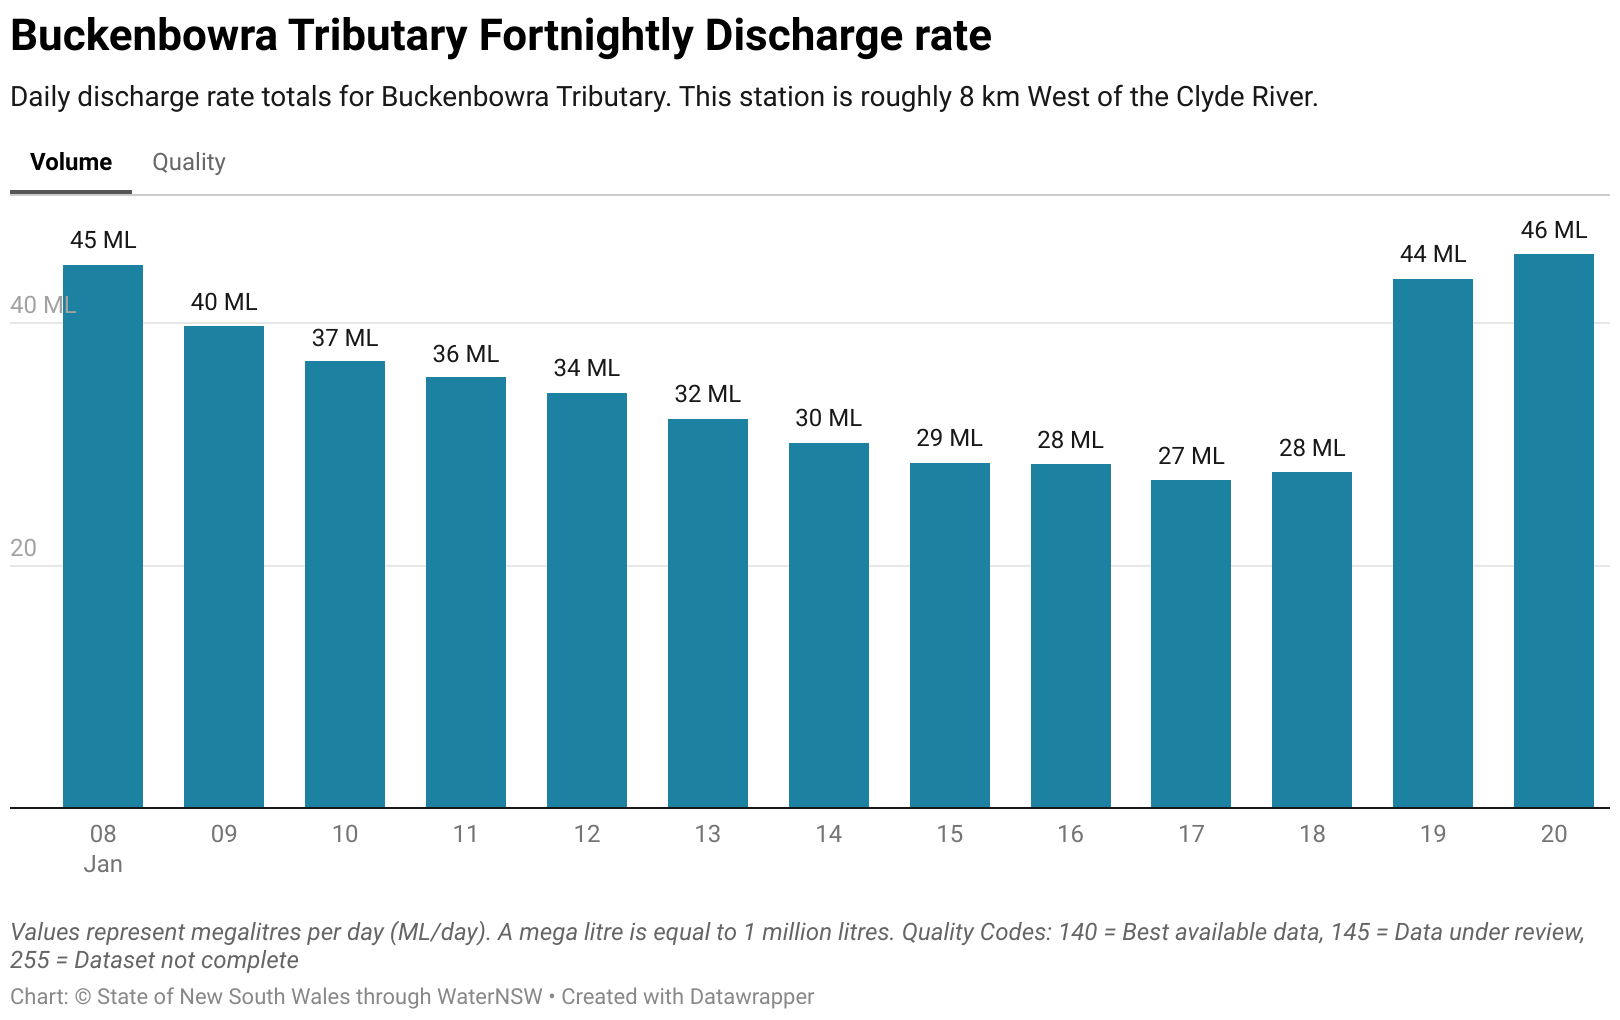 Buckenbowra Tributary Fortnightly Discharge rate
Daily discharge rate totals for Buckenbowra Tributary. This station is roughly 8 km West of the Clyde River.
Volume Quality
45 ML
40 ML
37 ML
36 ML
34 ML
32 ML
30 ML
29 ML
28 ML
27 ML
28 ML
44 ML
46 ML
40 ML
20
08 09 10 11 12 13 14 15 16 17 18 19 20
Jan
Values represent megalitres per day (ML/day). A mega litre is equal to 1 million litres. Quality Codes: 140 = Best available data, 145 = Data under review,
255 = Dataset not complete
Chart: © State of New South Wales through WaterNSW • Created with Datawrapper